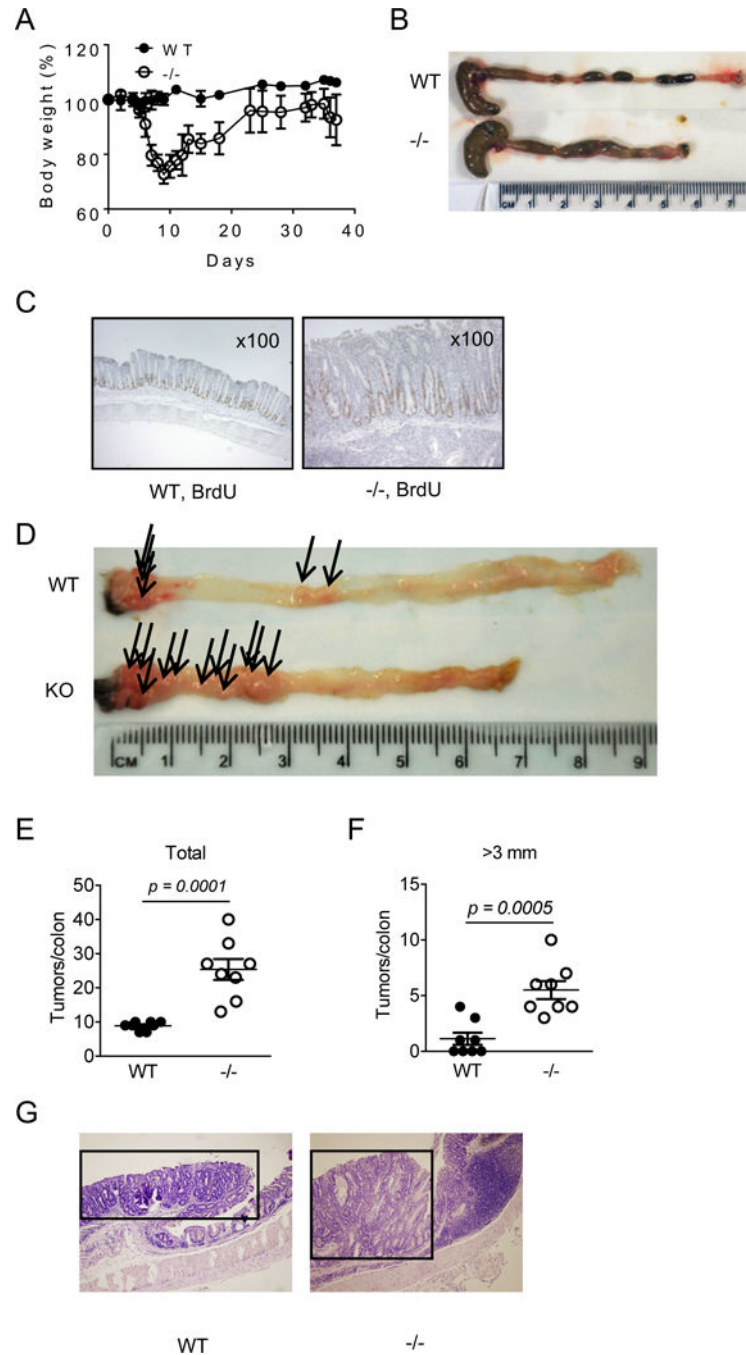 A
W T
-/-
Body weight (%)
120
100
80
60
0 10 20 30 40
Days
B
WT
-/-
CM 1 2 3 4 5 6 7
C
x100
x100
WT, BrdU
-/-, BrdU
D
WT
KO
CM 1 2 3 4 5 6 7 8 9
E
Total
p = 0.0001
Tumors/colon
50
40
30
20
10
0
WT
-/-
F
>3 mm
p = 0.0005
Tumors/colon
15
10
5
0
WT
-/-
G
WT
-/-